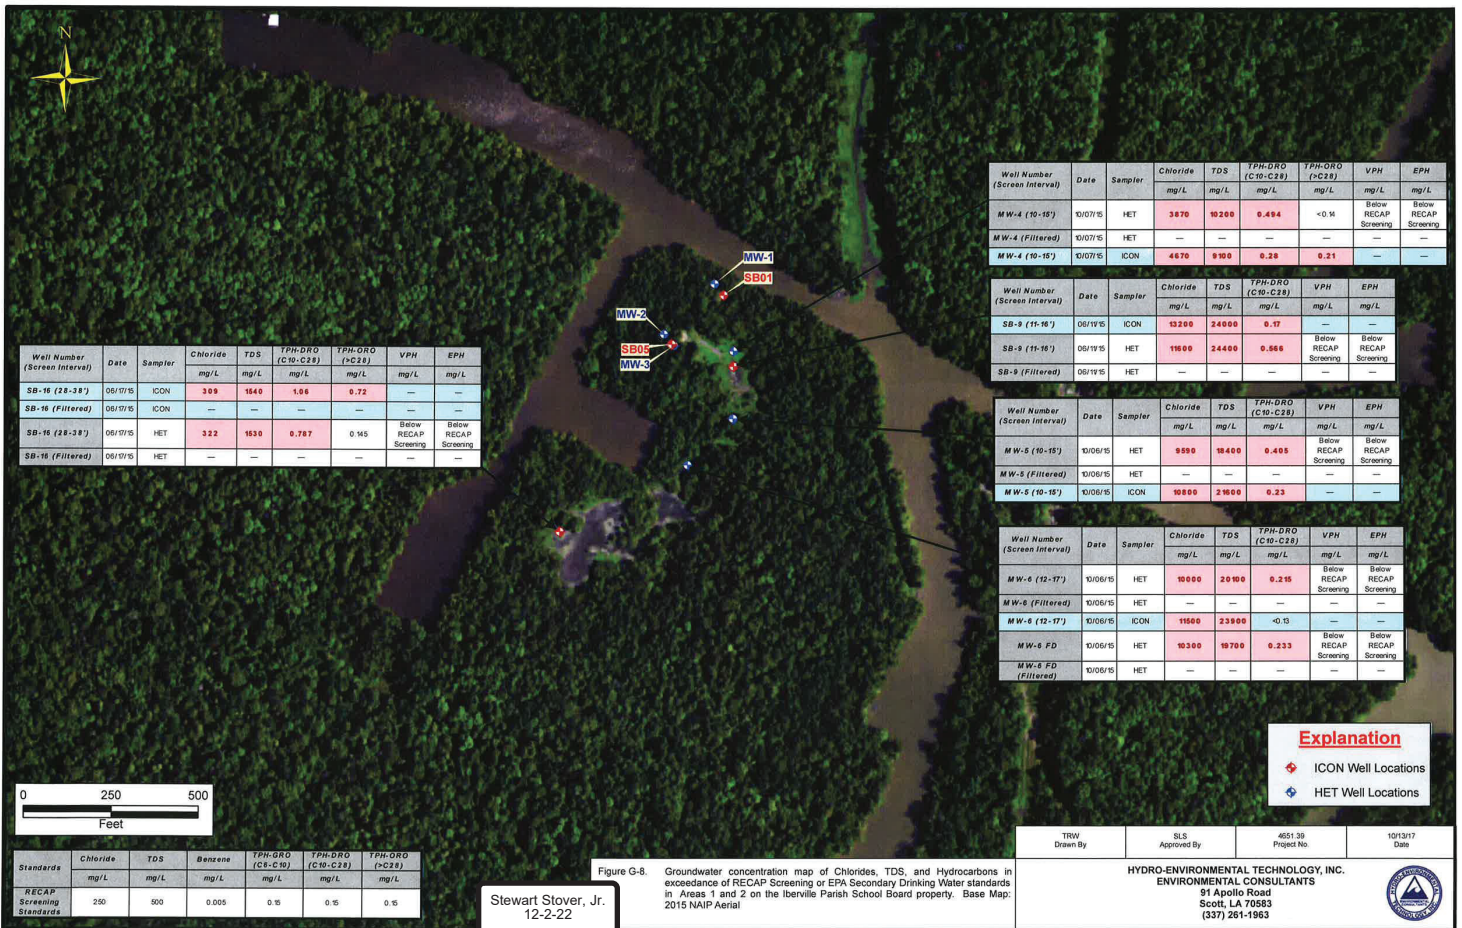 N
MW-1
SB01
MW-2
SB05
MW-3
Well Number (Screen Interval) Date Sampler Chloride TDS TPH-DRO (C10-C28) TPH-ORO (>C28) VPH EPH
mg/L mg/L mg/L mg/L mg/L mg/L
MW-4 (10-15') 10/07/15 HET 3870 10200 0.494 <0.14 Below RECAP Screening Below RECAP Screening
MW-4 (Filtered) 10/07/15 HET — — — — — —
MW-4 (10-15') 10/07/15 ICON 4670 9100 0.28 0.21 — —
Well Number (Screen Interval) Date Sampler Chloride TDS TPH-DRO (C10-C28) VPH EPH
mg/L mg/L mg/L mg/L mg/L
SB-9 (11-16') 06/11/15 ICON 13200 24000 0.17 — —
SB-9 (11-16') 06/11/15 HET 11600 24400 0.566 Below RECAP Screening Below RECAP Screening
SB-9 (Filtered) 06/11/15 HET — — — — —
Well Number (Screen Interval) Date Sampler Chloride TDS TPH-DRO (C10-C28) TPH-ORO (>C28) VPH EPH
mg/L mg/L mg/L mg/L mg/L mg/L
SB-16 (28-38') 06/17/15 ICON 309 1540 1.06 0.72 — —
SB-16 (Filtered) 06/17/15 ICON — — — — — —
SB-16 (28-38') 06/17/15 HET 322 1530 0.787 0.145 Below RECAP Screening Below RECAP Screening
SB-16 (Filtered) 06/17/15 HET — — — — — —
Well Number (Screen Interval) Date Sampler Chloride TDS TPH-DRO (C10-C28) VPH EPH
mg/L mg/L mg/L mg/L mg/L
MW-5 (10-15') 10/06/15 HET 9590 18400 0.405 Below RECAP Screening Below RECAP Screening
MW-5 (Filtered) 10/06/15 HET — — — — —
MW-5 (10-15') 10/06/15 ICON 10800 21600 0.23 — —
Well Number (Screen Interval) Date Sampler Chloride TDS TPH-DRO (C10-C28) VPH EPH
mg/L mg/L mg/L mg/L mg/L
MW-6 (12-17') 10/06/15 HET 10000 20100 0.215 Below RECAP Screening Below RECAP Screening
MW-6 (Filtered) 10/06/15 HET — — — — —
MW-6 (12-17') 10/06/15 ICON 11500 23900 <0.13 — —
MW-6 FD 10/06/15 HET 10300 19700 0.233 Below RECAP Screening Below RECAP Screening
MW-6 FD (Filtered) 10/06/15 HET — — — — —
Explanation
ICON Well Locations
HET Well Locations
0 250 500
Feet
Standards Chloride TDS Benzene TPH-GRO (C6-C10) TPH-DRO (C10-C28) TPH-ORO (>C28)
mg/L mg/L mg/L mg/L mg/L mg/L
RECAP Screening Standards 250 500 0.005 0.15 0.15 0.15
Stewart Stover, Jr.
12-2-22
Figure G-8. Groundwater concentration map of Chlorides, TDS, and Hydrocarbons in
exceedance of RECAP Screening or EPA Secondary Drinking Water standards
in Areas 1 and 2 on the Iberville Parish School Board property. Base Map:
2015 NAIP Aerial
TRW SLS 4651.39 10/13/17
Drawn By Approved By Project No. Date
HYDRO-ENVIRONMENTAL TECHNOLOGY, INC.
ENVIRONMENTAL CONSULTANTS
91 Apollo Road
Scott, LA 70583
(337) 261-1963
HYDRO-ENVIRONMENTAL TECHNOLOGY, INC.
ENVIRONMENTAL CONSULTANTS